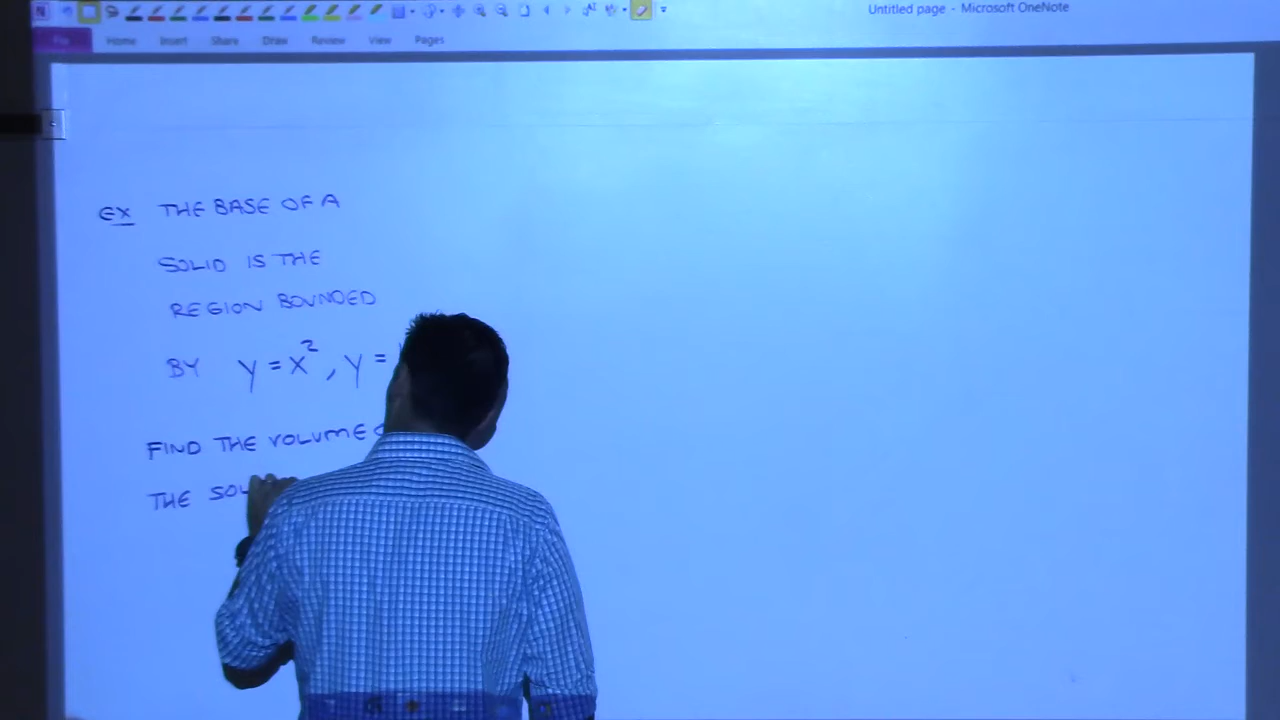 Untitled page - Microsoft OneNote
File Home Insert Share Draw Review View Pages
EX THE BASE OF A
SOLID IS THE
REGION BOUNDED
BY y = x², y =
FIND THE VOLUME
THE SOL